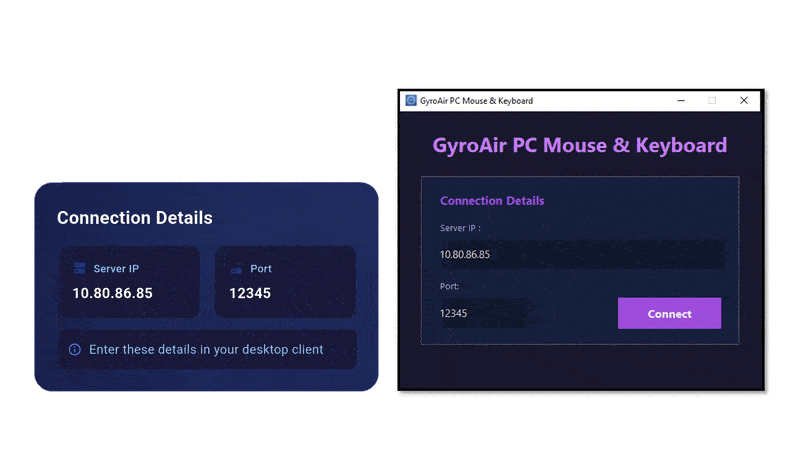 Connection Details
Server IP
10.80.86.85
Port
12345
Enter these details in your desktop client
GyroAir PC Mouse & Keyboard
GyroAir PC Mouse & Keyboard
Connection Details
Server IP :
10.80.86.85
Port:
12345
Connect